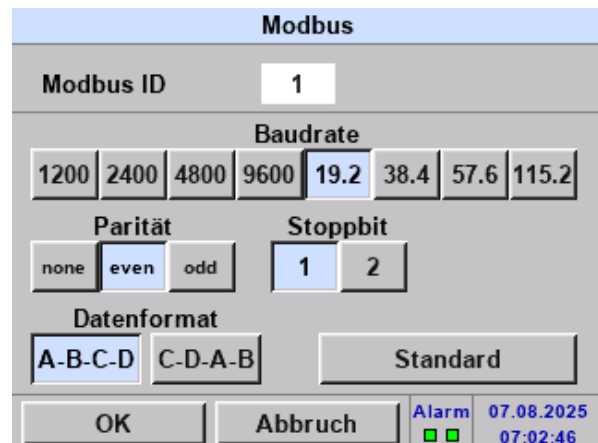 Modbus
Modbus ID 1
Baudrate
1200 2400 4800 9600 19.2 38.4 57.6 115.2
Parität Stoppbit
none even odd 1 2
Datenformat
A-B-C-D C-D-A-B Standard
OK Abbruch Alarm 07.08.2025
07:02:46